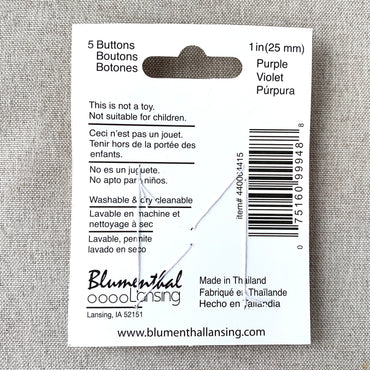 5 Buttons
Boutons
Botones
1 in (25 mm)
Purple
Violet
Púrpura
This is not a toy.
Not suitable for children.
Ceci n'est pas un jouet.
Tenir hors de la portée des
enfants.
No es un juguete.
No apto para niños.
Washable & dry cleanable
Lavable en machine et
nettoyage à sec
Lavable, permite
lavado en seco
item# 440004415
0 75160 99948 8
Blumenthal
Lansing
Lansing, IA 52151
Made in Thailand
Fabriqué en Thaïlande
Hecho en Tailandia
www.blumenthallansing.com